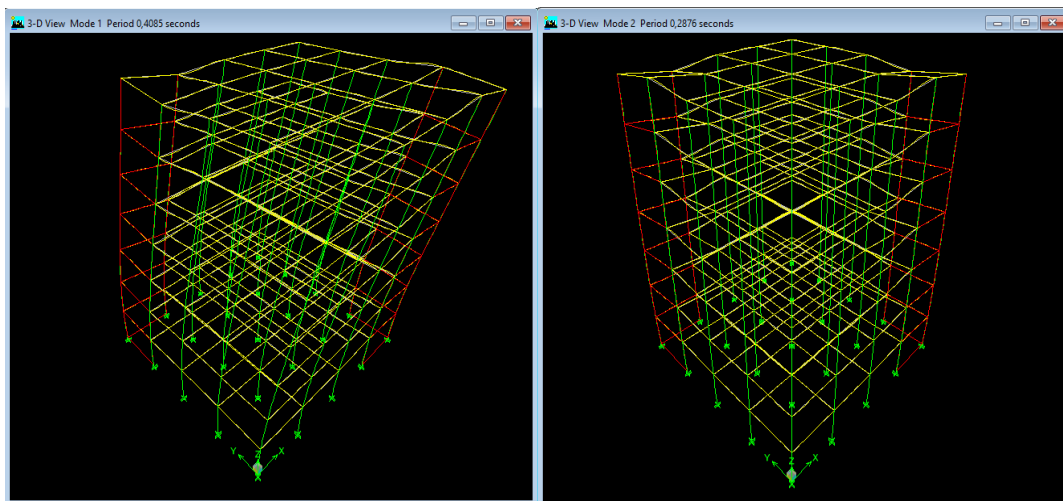 3-D View Mode 1 Period 0,4085 seconds
3-D View Mode 2 Period 0,2876 seconds
Y Z X
Y Z X